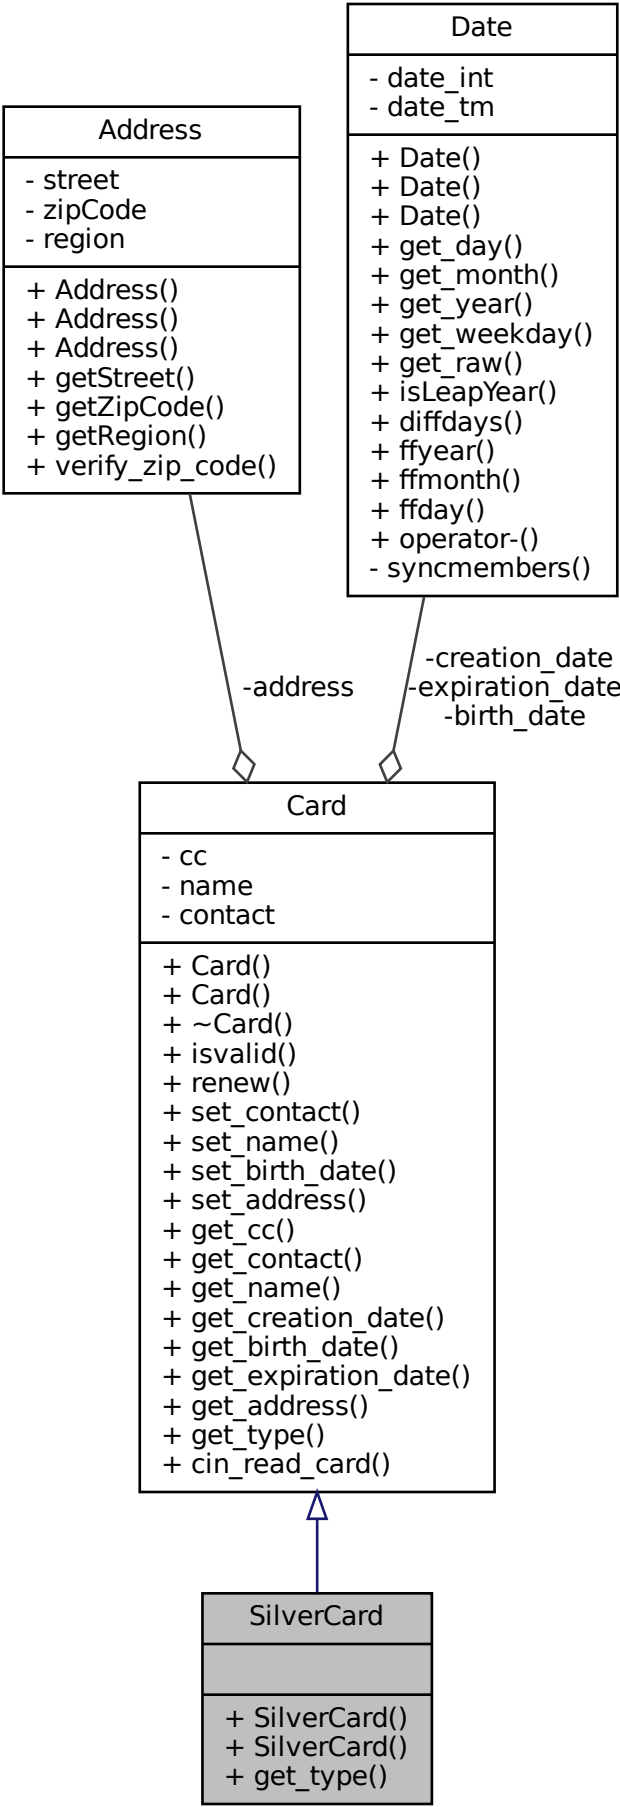 Date
- date_int
- date_tm
+ Date()
+ Date()
+ Date()
+ get_day()
+ get_month()
+ get_year()
+ get_weekday()
+ get_raw()
+ isLeapYear()
+ diffdays()
+ ffyear()
+ ffmonth()
+ ffday()
+ operator-()
- syncmembers()
Address
- street
- zipCode
- region
+ Address()
+ Address()
+ Address()
+ getStreet()
+ getZipCode()
+ getRegion()
+ verify_zip_code()
-address
-creation_date
-expiration_date
-birth_date
Card
- cc
- name
- contact
+ Card()
+ Card()
+ ~Card()
+ isvalid()
+ renew()
+ set_contact()
+ set_name()
+ set_birth_date()
+ set_address()
+ get_cc()
+ get_contact()
+ get_name()
+ get_creation_date()
+ get_birth_date()
+ get_expiration_date()
+ get_address()
+ get_type()
+ cin_read_card()
SilverCard
+ SilverCard()
+ SilverCard()
+ get_type()